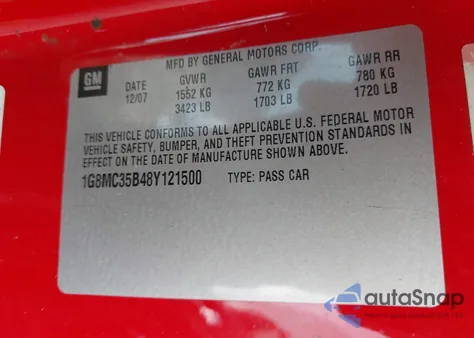 MFD BY GENERAL MOTORS CORP.
GM
DATE GVWR GAWR FRT GAWR RR
12/07 1552 KG 772 KG 780 KG
3423 LB 1703 LB 1720 LB
THIS VEHICLE CONFORMS TO ALL APPLICABLE U.S. FEDERAL MOTOR
VEHICLE SAFETY, BUMPER, AND THEFT PREVENTION STANDARDS IN
EFFECT ON THE DATE OF MANUFACTURE SHOWN ABOVE.
1G8MC35B48Y121500 TYPE: PASS CAR
autoSnap